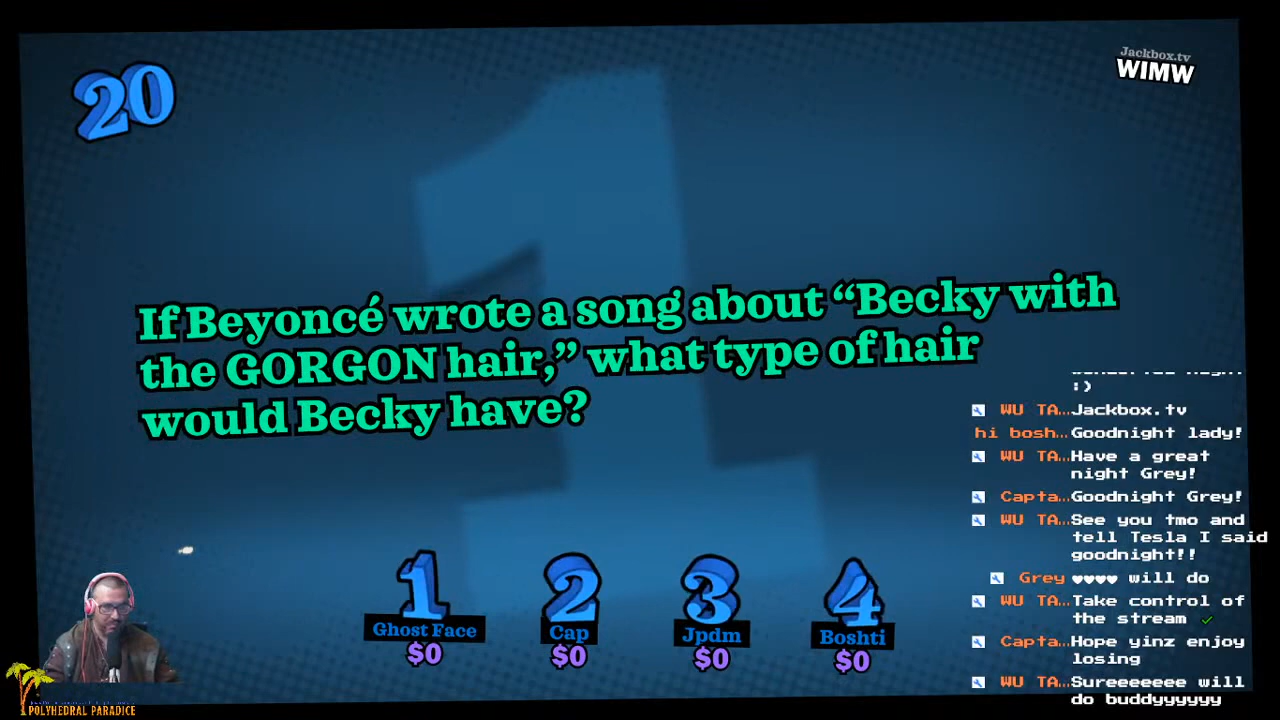 20
Jackbox.tv
WIMW
If Beyoncé wrote a song about “Becky with
the GORGON hair,” what type of hair
would Becky have?
1
Ghost Face
$0
2
Cap
$0
3
Jpdm
$0
4
Boshti
$0
:)
WU TA… Jackbox.tv
hi bosh… Goodnight lady!
WU TA… Have a great
night Grey!
Capta… Goodnight Grey!
WU TA… See you tmo and
tell Tesla I said
goodnight!!
Grey ♥♥♥♥ will do
WU TA… Take control of
the stream
Capta… Hope yinz enjoy
losing
WU TA… Sureeeeeee will
do buddyyyyyy
POLYHEDRAL PARADICE